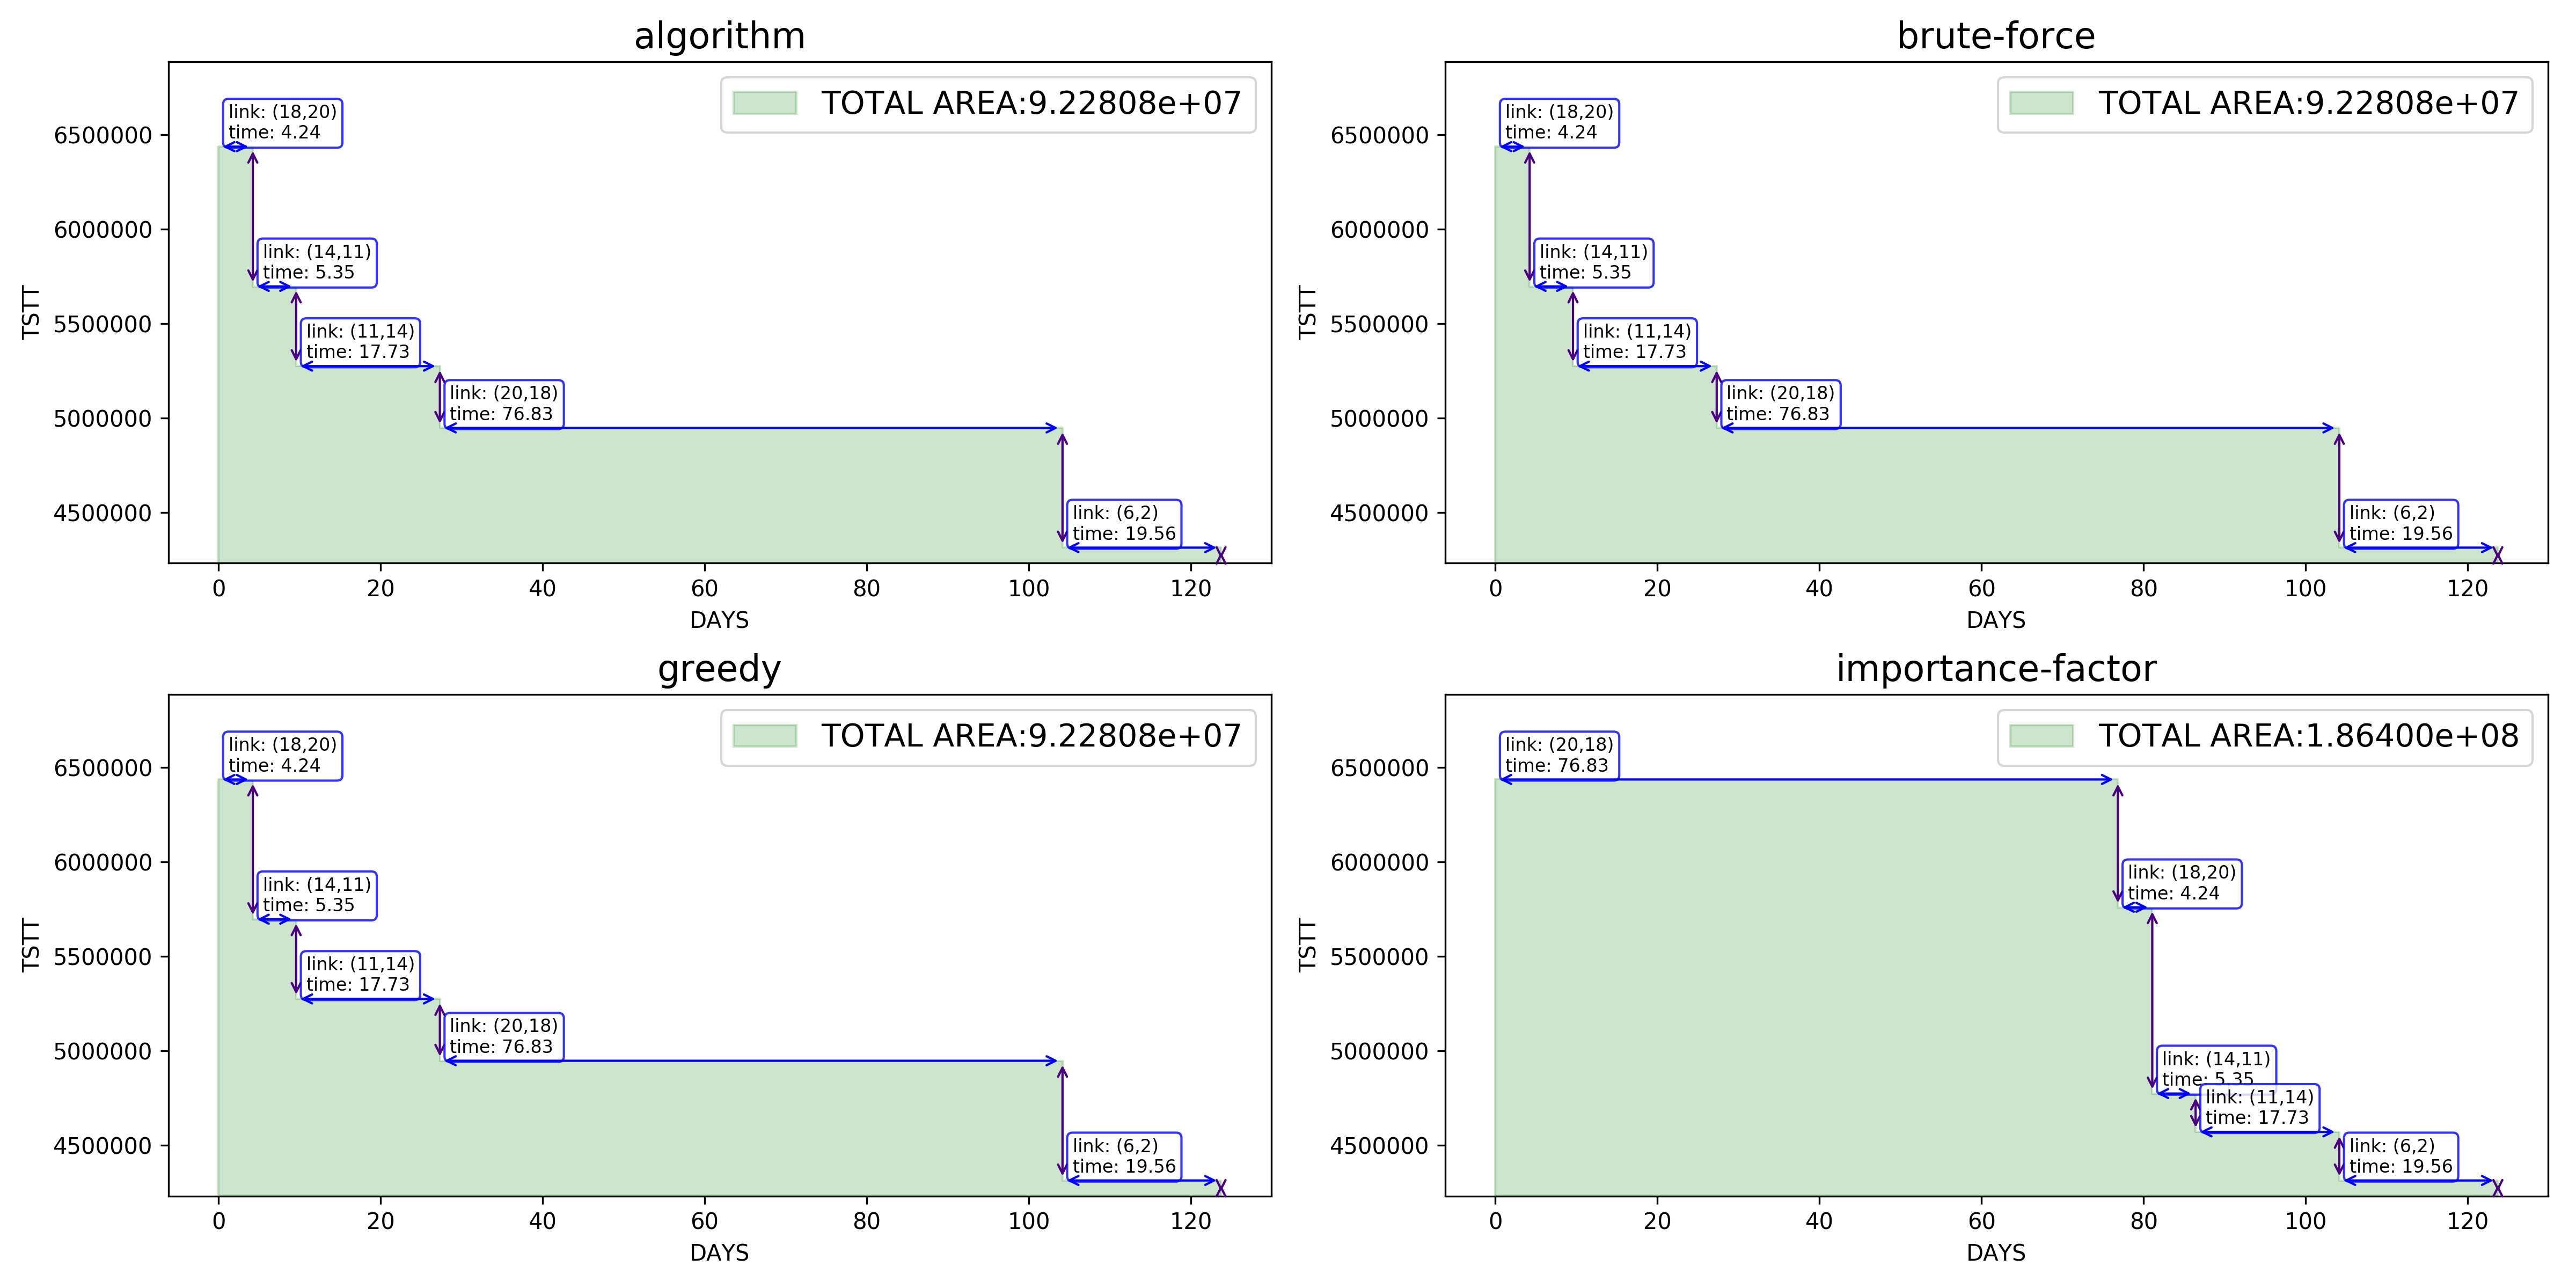 algorithm
TOTAL AREA:9.22808e+07
link: (18,20)
time: 4.24
link: (14,11)
time: 5.35
link: (11,14)
time: 17.73
link: (20,18)
time: 76.83
link: (6,2)
time: 19.56
6500000
6000000
5500000
5000000
4500000
TSTT
0 20 40 60 80 100 120
DAYS
brute-force
TOTAL AREA:9.22808e+07
link: (18,20)
time: 4.24
link: (14,11)
time: 5.35
link: (11,14)
time: 17.73
link: (20,18)
time: 76.83
link: (6,2)
time: 19.56
6500000
6000000
5500000
5000000
4500000
TSTT
0 20 40 60 80 100 120
DAYS
greedy
TOTAL AREA:9.22808e+07
link: (18,20)
time: 4.24
link: (14,11)
time: 5.35
link: (11,14)
time: 17.73
link: (20,18)
time: 76.83
link: (6,2)
time: 19.56
6500000
6000000
5500000
5000000
4500000
TSTT
0 20 40 60 80 100 120
DAYS
importance-factor
TOTAL AREA:1.86400e+08
link: (20,18)
time: 76.83
link: (18,20)
time: 4.24
link: (14,11)
time: 5.35
link: (11,14)
time: 17.73
link: (6,2)
time: 19.56
6500000
6000000
5500000
5000000
4500000
TSTT
0 20 40 60 80 100 120
DAYS